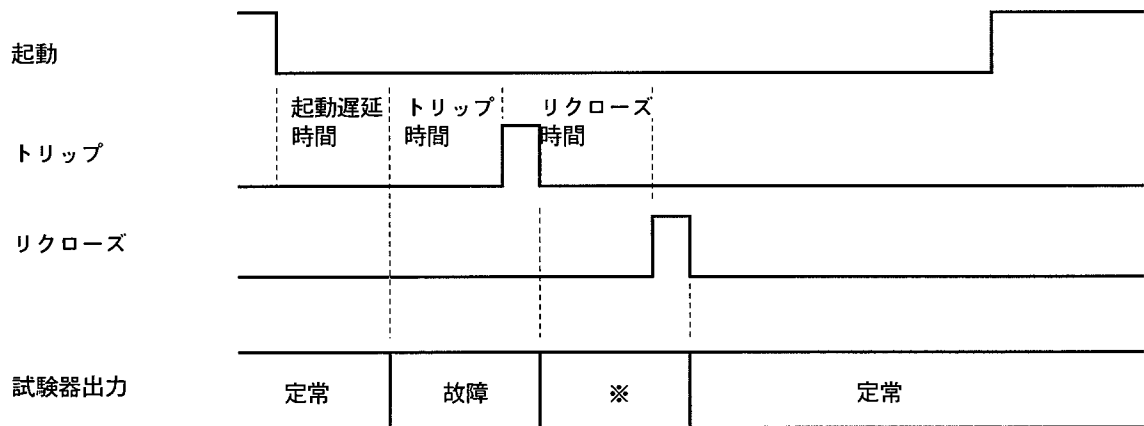 起動
起動遅延 トリップ リクローズ
時間 時間 時間
トリップ
リクローズ
試験器出力 定常 故障 ※ 定常